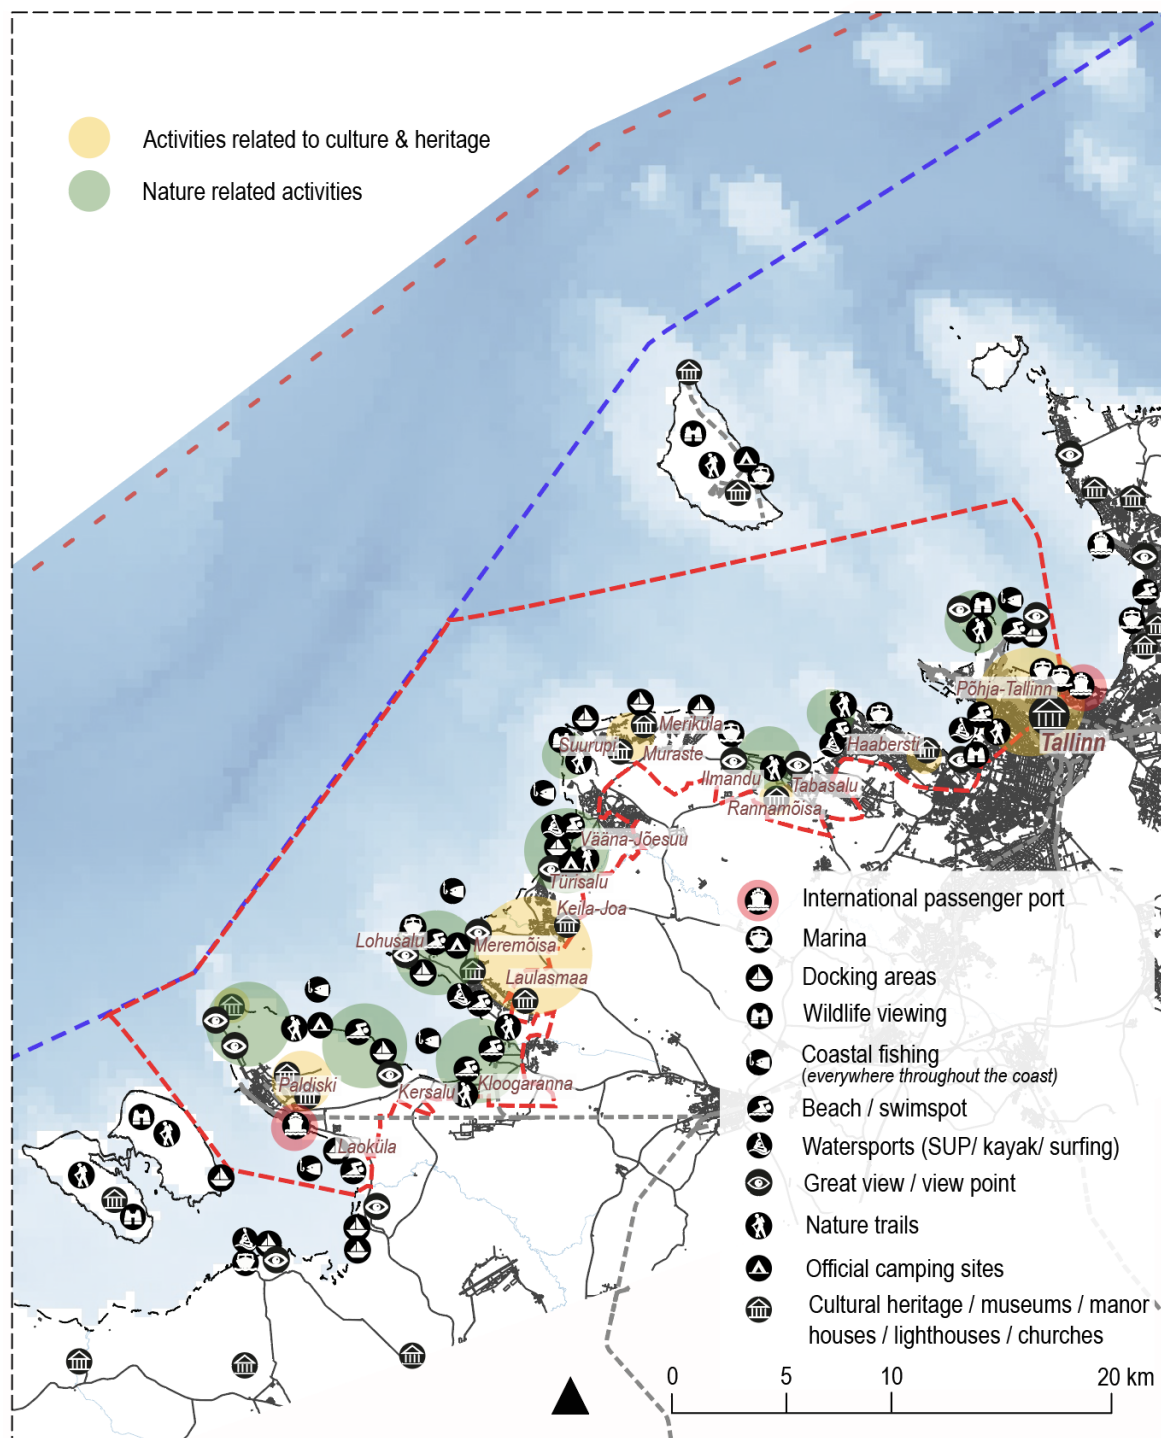 Activities related to culture & heritage
Nature related activities
Põhja-Tallinn
Tallinn
Meriküla
Suurupi
Muraste
Haabersti
Ilmandu
Tabasalu
Rannamõisa
Vääna-Jõesuu
Türisalu
Keila-Joa
Lohusalu
Meremõisa
Laulasmaa
Paldiski
Kersalu
Kloogaranna
Laoküla
International passenger port
Marina
Docking areas
Wildlife viewing
Coastal fishing
(everywhere throughout the coast)
Beach / swimspot
Watersports (SUP/ kayak/ surfing)
Great view / view point
Nature trails
Official camping sites
Cultural heritage / museums / manor
houses / lighthouses / churches
0 5 10 20 km